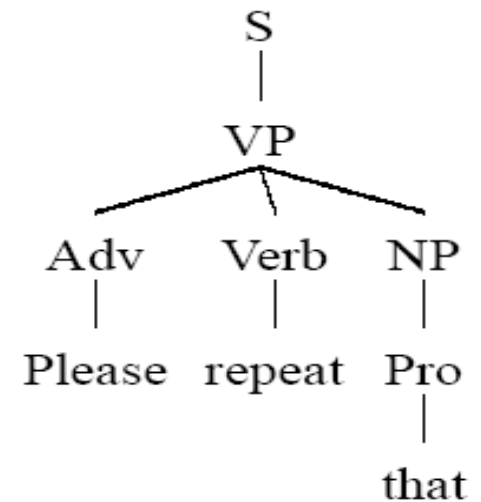 S
VP
Adv Verb NP
Please repeat Pro
that